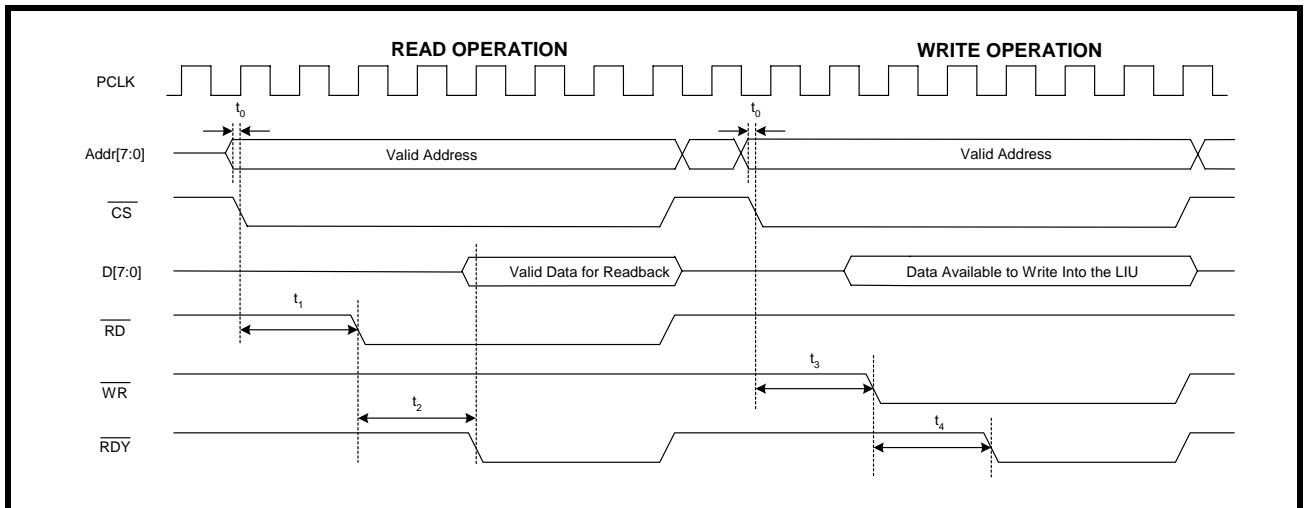 READ OPERATION
WRITE OPERATION
PCLK
t0
t0
Addr[7:0]
Valid Address
Valid Address
CS
D[7:0]
Valid Data for Readback
Data Available to Write Into the LIU
t1
RD
t3
WR
t2
t4
RDY